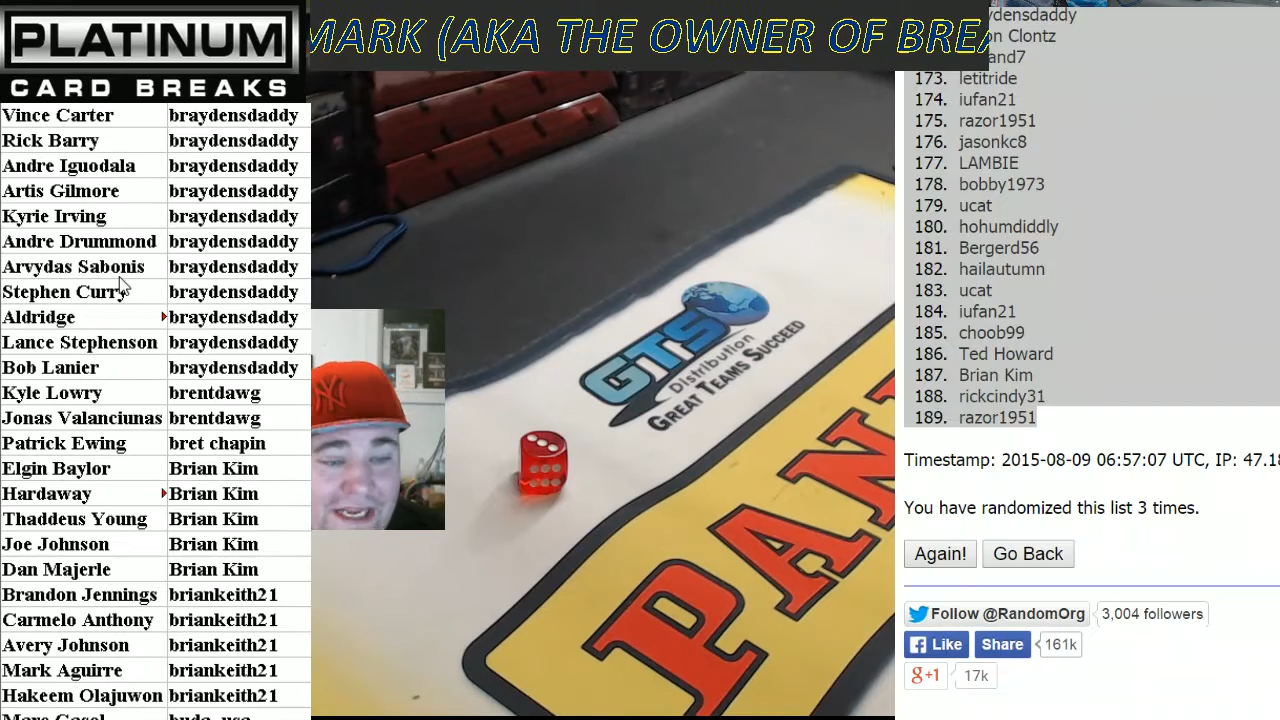 PLATINUM
CARD BREAKS
MARK (AKA THE OWNER OF BREA
Vince Carter braydensdaddy
Rick Barry braydensdaddy
Andre Iguodala braydensdaddy
Artis Gilmore braydensdaddy
Kyrie Irving braydensdaddy
Andre Drummond braydensdaddy
Arvydas Sabonis braydensdaddy
Stephen Curry braydensdaddy
Aldridge braydensdaddy
Lance Stephenson braydensdaddy
Bob Lanier braydensdaddy
Kyle Lowry brentdawg
Jonas Valanciunas brentdawg
Patrick Ewing bret chapin
Elgin Baylor Brian Kim
Hardaway Brian Kim
Thaddeus Young Brian Kim
Joe Johnson Brian Kim
Dan Majerle Brian Kim
Brandon Jennings briankeith21
Carmelo Anthony briankeith21
Avery Johnson briankeith21
Mark Aguirre briankeith21
Hakeem Olajuwon briankeith21
GTS
Distribution
GREAT TEAMS SUCCEED
PANI
ydensdaddy
on Clontz
and7
173. letitride
174. iufan21
175. razor1951
176. jasonkc8
177. LAMBIE
178. bobby1973
179. ucat
180. hohumdiddly
181. Bergerd56
182. hailautumn
183. ucat
184. iufan21
185. choob99
186. Ted Howard
187. Brian Kim
188. rickcindy31
189. razor1951
Timestamp: 2015-08-09 06:57:07 UTC, IP: 47.18
You have randomized this list 3 times.
Again! Go Back
Follow @RandomOrg 3,004 followers
Like Share 161k
g+1 17k